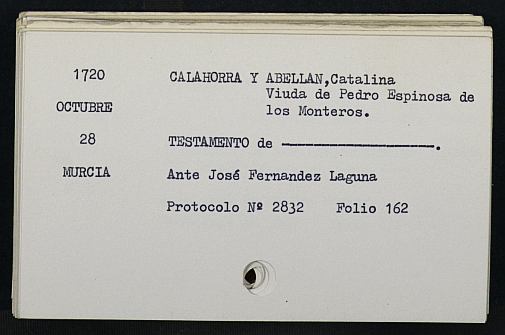 1720 CALAHORRA Y ABELLAN,Catalina
Viuda de Pedro Espinosa de
OCTUBRE los Monteros.
28 TESTAMENTO de ------------------.
MURCIA Ante José Fernandez Laguna
Protocolo Nº 2832 Folio 162